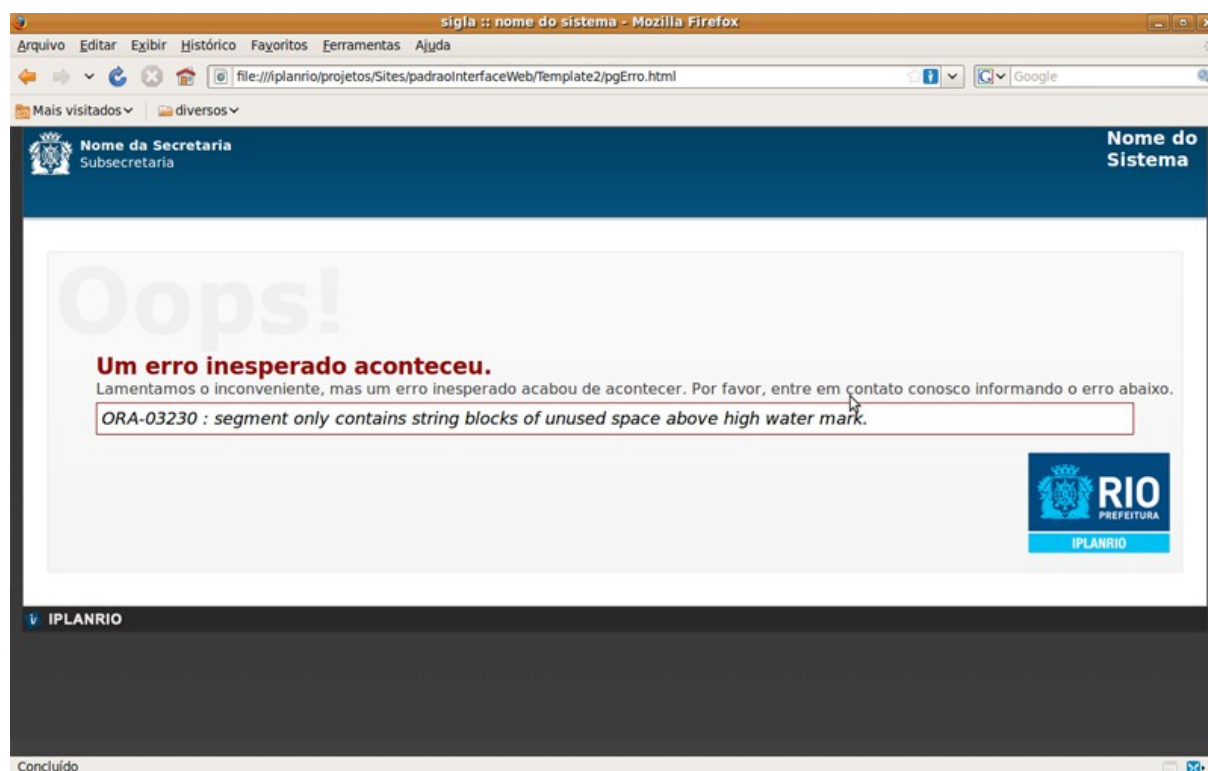 sigla :: nome do sistema - Mozilla Firefox
Arquivo Editar Exibir Histórico Favoritos Ferramentas Ajuda
file:///iplanrio/projetos/Sites/padraoInterfaceWeb/Template2/pgErro.html Google
Mais visitados diversos
Nome da Secretaria
Subsecretaria
Nome do
Sistema
Oops!
Um erro inesperado aconteceu.
Lamentamos o inconveniente, mas um erro inesperado acabou de acontecer. Por favor, entre em contato conosco informando o erro abaixo.
ORA-03230 : segment only contains string blocks of unused space above high water mark.
RIO
PREFEITURA
IPLANRIO
IPLANRIO
Concluído